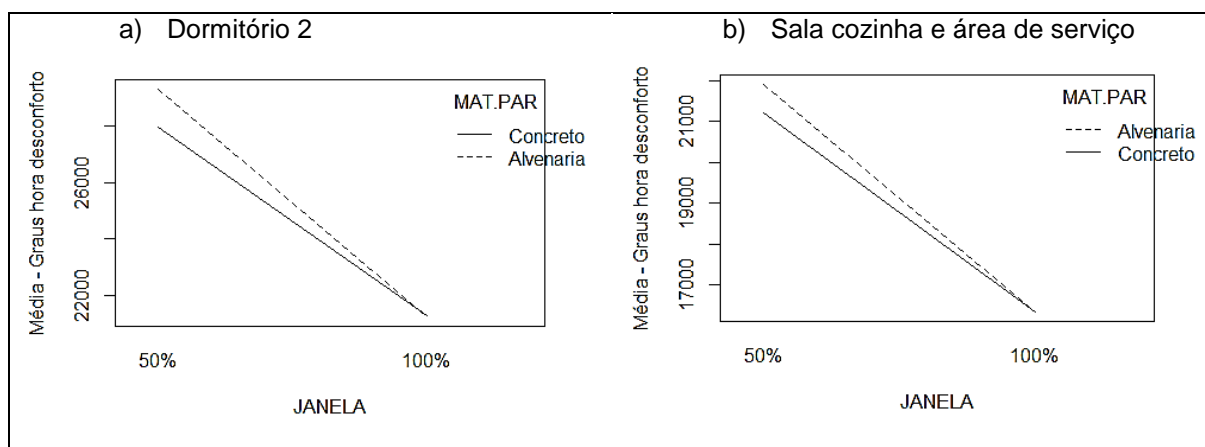 a) Dormitório 2
Média - Graus hora desconforto
22000
26000
MAT.PAR
Concreto
Alvenaria
50%
100%
JANELA
b) Sala cozinha e área de serviço
Média - Graus hora desconforto
17000
19000
21000
MAT.PAR
Alvenaria
Concreto
50%
100%
JANELA